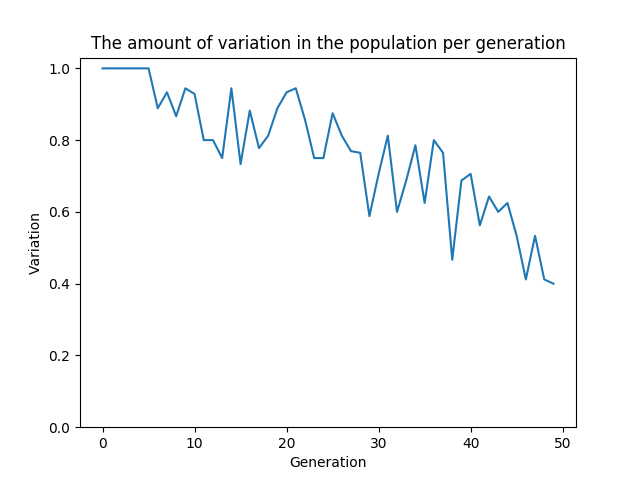 The amount of variation in the population per generation
1.0
0.8
0.6
0.4
0.2
0.0
Variation
0 10 20 30 40 50
Generation